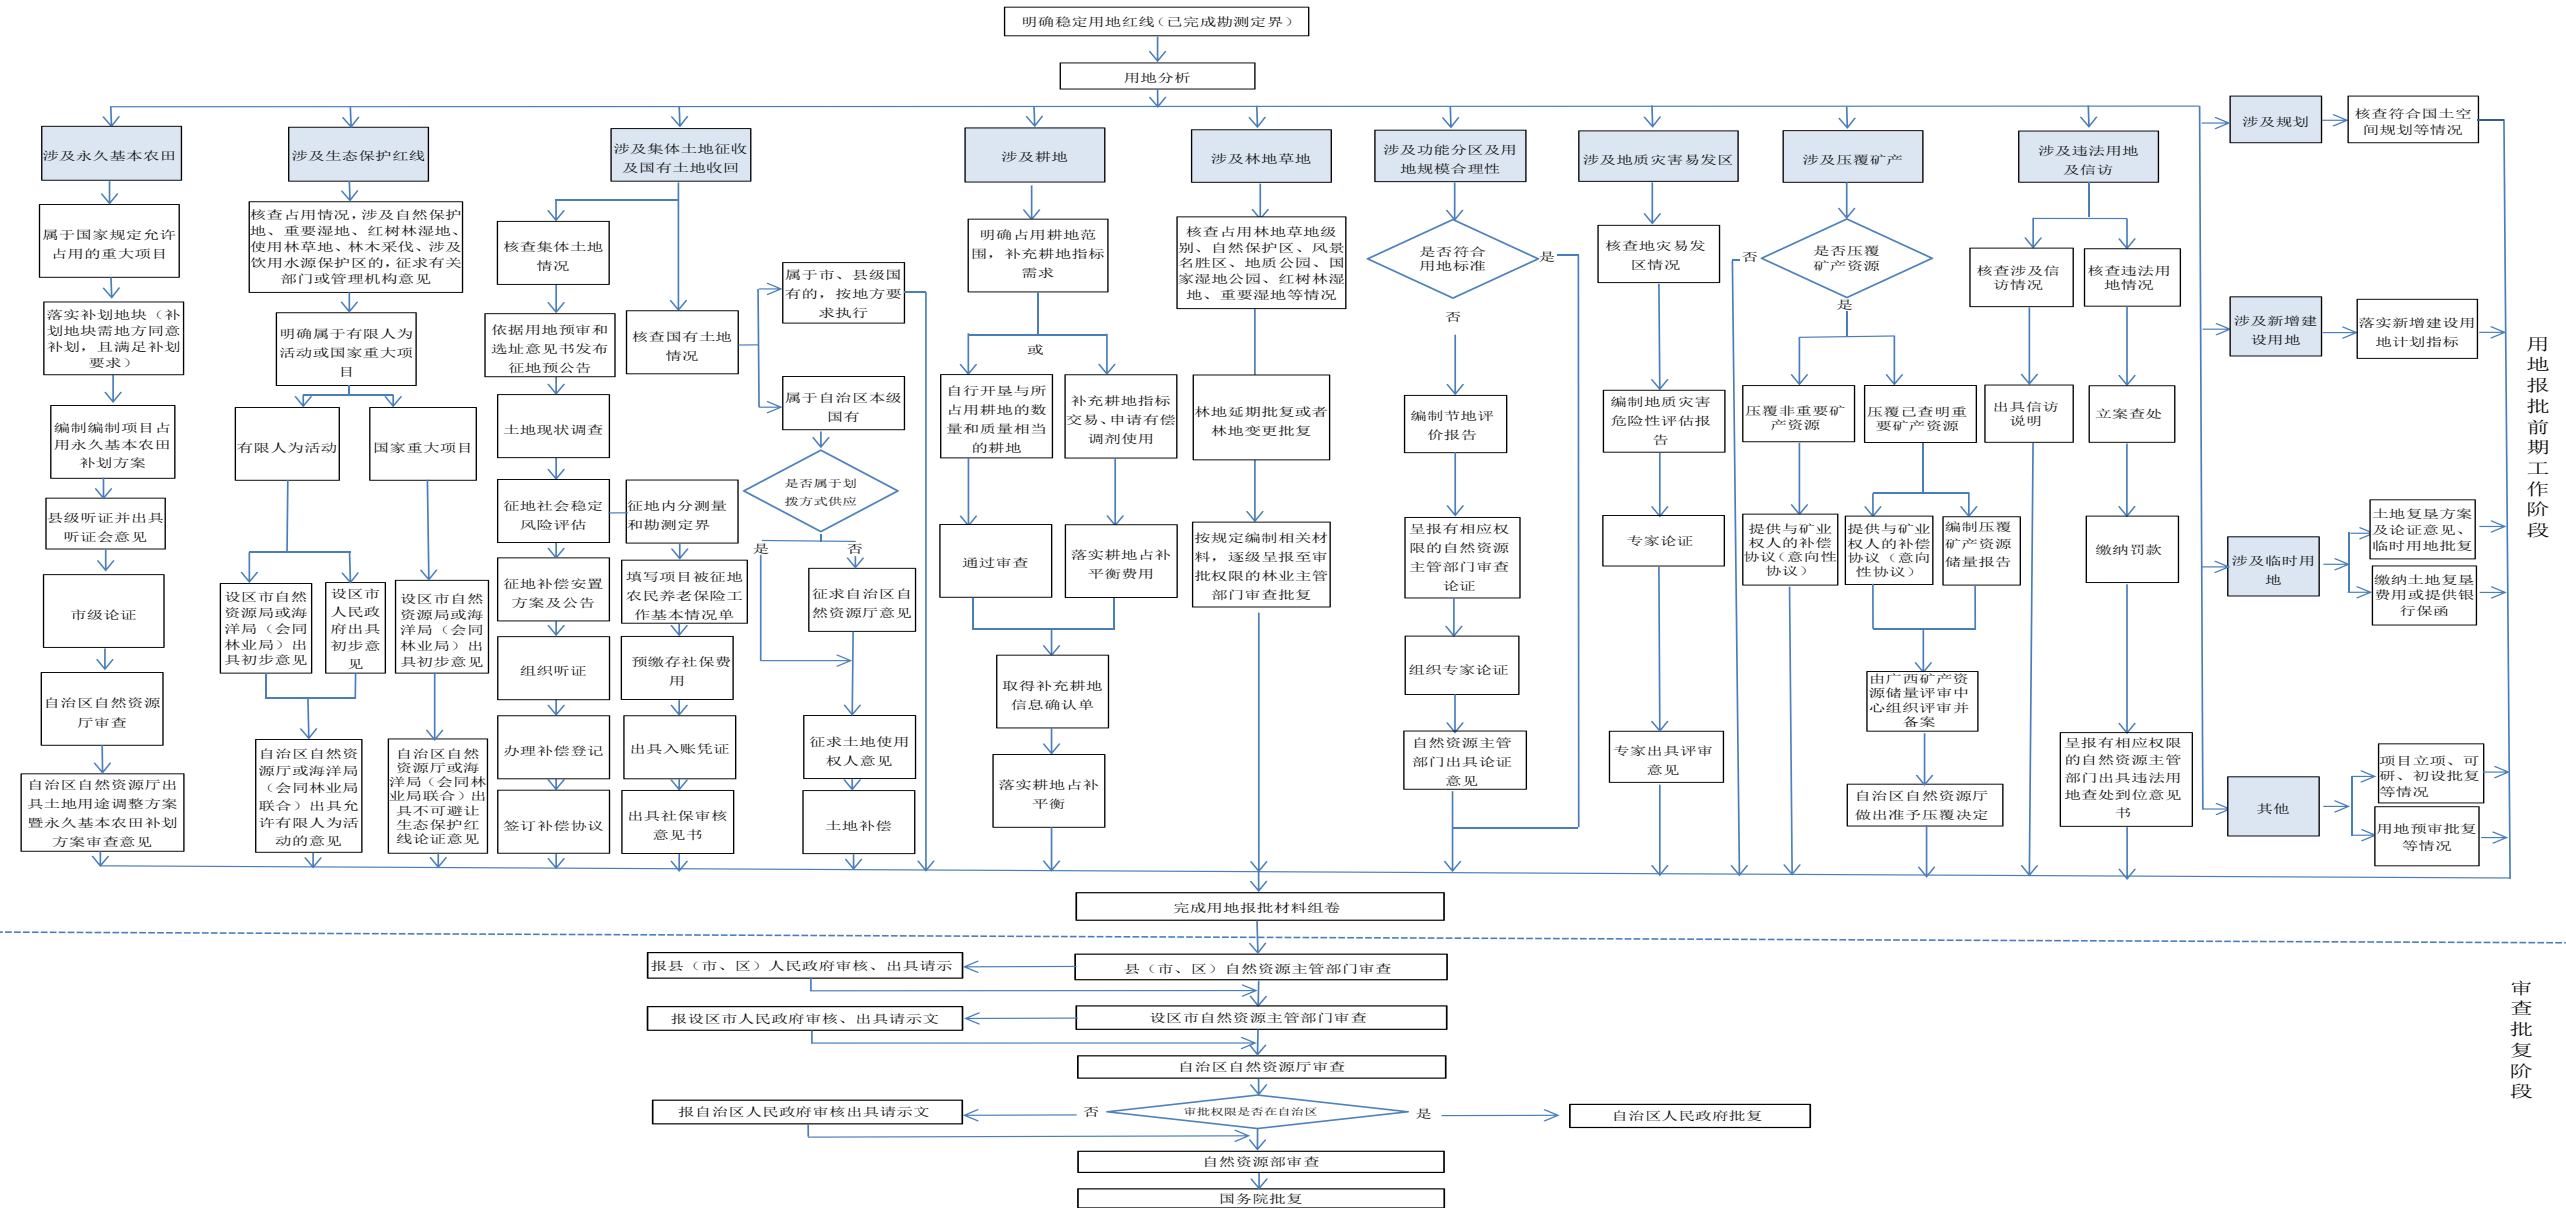 明确稳定用地红线（已完成勘测定界）
用地分析
涉及永久基本农田
属于国家规定允许
占用的重大项目
落实补划地块（补
划地块需地方同意
补划，且满足补划
要求）
编制编制项目占
用永久基本农田
补划方案
县级听证并出具
听证会意见
市级论证
自治区自然资源
厅审查
自治区自然资源厅出
具土地用途调整方案
暨永久基本农田补划
方案审查意见
涉及生态保护红线
核查占用情况，涉及自然保护
地、重要湿地、红树林湿地、
使用林草地、林木采伐、涉及
饮用水源保护区的，征求有关
部门或管理机构意见
明确属于有限人为
活动或国家重大项
目
有限人为活动
国家重大项目
设区市自然
资源局或海
洋局（会同
林业局）出
具初步意见
设区市
人民政
府出具
初步意
见
设区市自然
资源局或海
洋局（会同
林业局）出
具初步意见
自治区自然资
源厅或海洋局
（会同林业局
联合）出具允
许有限人为活
动的意见
自治区自然
资源厅或海
洋局（会同林
业局联合）出
具不可避让
生态保护红
线论证意见
涉及集体土地征收
及国有土地收回
核查集体土地
情况
依据用地预审和
选址意见书发布
征地预公告
土地现状调查
征地社会稳定
风险评估
征地补偿安置
方案及公告
组织听证
办理补偿登记
签订补偿协议
核查国有土地
情况
征地内分测量
和勘测定界
填写项目被征地
农民养老保险工
作基本情况单
预缴存社保费
用
出具入账凭证
出具社保审核
意见书
属于市、县级国
有的，按地方要
求执行
属于自治区本级
国有
是否属于划
拨方式供应
是
否
征求自治区自
然资源厅意见
征求土地使用
权人意见
土地补偿
涉及耕地
明确占用耕地范
围，补充耕地指标
需求
或
自行开垦与所
占用耕地的数
量和质量相当
的耕地
补充耕地指标
交易、申请有偿
调剂使用
通过审查
落实耕地占补
平衡费用
取得补充耕地
信息确认单
落实耕地占补
平衡
涉及林地草地
核查占用林地草地级
别、自然保护区、风景
名胜区、地质公园、国
家湿地公园、红树林湿
地、重要湿地等情况
林地延期批复或者
林地变更批复
按规定编制相关材
料，逐级呈报至审
批权限的林业主管
部门审查批复
涉及功能分区及用
地规模合理性
是否符合
用地标准
是
否
编制节地评
价报告
呈报有相应权
限的自然资源
主管部门审查
论证
组织专家论证
自然资源主管
部门出具论证
意见
涉及地质灾害易发区
核查地灾易发
区情况
编制地质灾害
危险性评估报
告
专家论证
专家出具评审
意见
涉及压覆矿产
否
是否压覆
矿产资源
是
压覆非重要矿
产资源
压覆已查明重
要矿产资源
提供与矿业
权人的补偿
协议（意向性
协议）
提供与矿业
权人的补偿
协议（意向
性协议）
编制压覆
矿产资源
储量报告
由广西矿产资
源储量评审中
心组织评审并
备案
自治区自然资源厅
做出准予压覆决定
涉及违法用地
及信访
核查涉及信
访情况
出具信访
说明
核查违法用
地情况
立案查处
缴纳罚款
呈报有相应权限
的自然资源主管
部门出具违法用
地查处到位意见
书
涉及规划
核查符合国土空
间规划等情况
涉及新增建
设用地
落实新增建设用
地计划指标
涉及临时用
地
土地复垦方案
及论证意见、
临时用地批复
缴纳土地复垦
费用或提供银
行保函
其他
项目立项、可
研、初设批复
等情况
用地预审批复
等情况
用地报批前期工作阶段
完成用地报批材料组卷
报县（市、区）人民政府审核、出具请示
县（市、区）自然资源主管部门审查
报设区市人民政府审核、出具请示文
设区市自然资源主管部门审查
自治区自然资源厅审查
报自治区人民政府审核出具请示文
否
审批权限是否在自治区
是
自治区人民政府批复
自然资源部审查
国务院批复
审查批复阶段